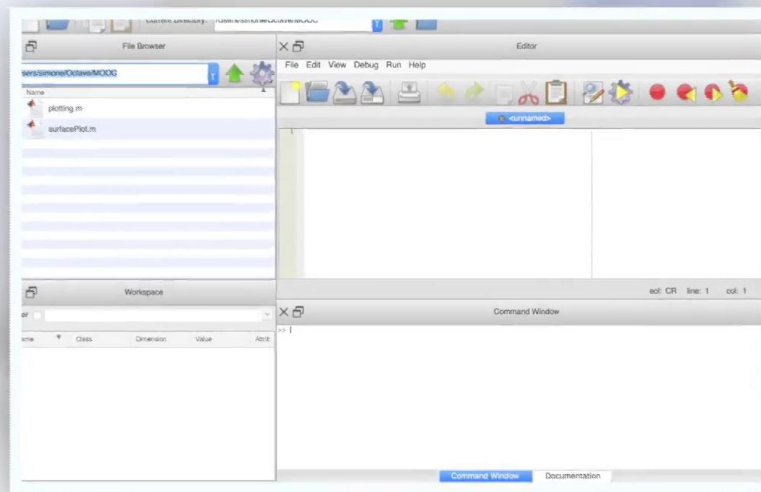 Current Directory:
File Browser
Editor
sers/simone/Octave/MOOC
File Edit View Debug Run Help
Name
plotting.m
surfacePlot.m
<unnamed>
1
eol: CR line: 1 col: 1
Workspace
Command Window
Class Dimension Value Attrib
>>
Command Window Documentation